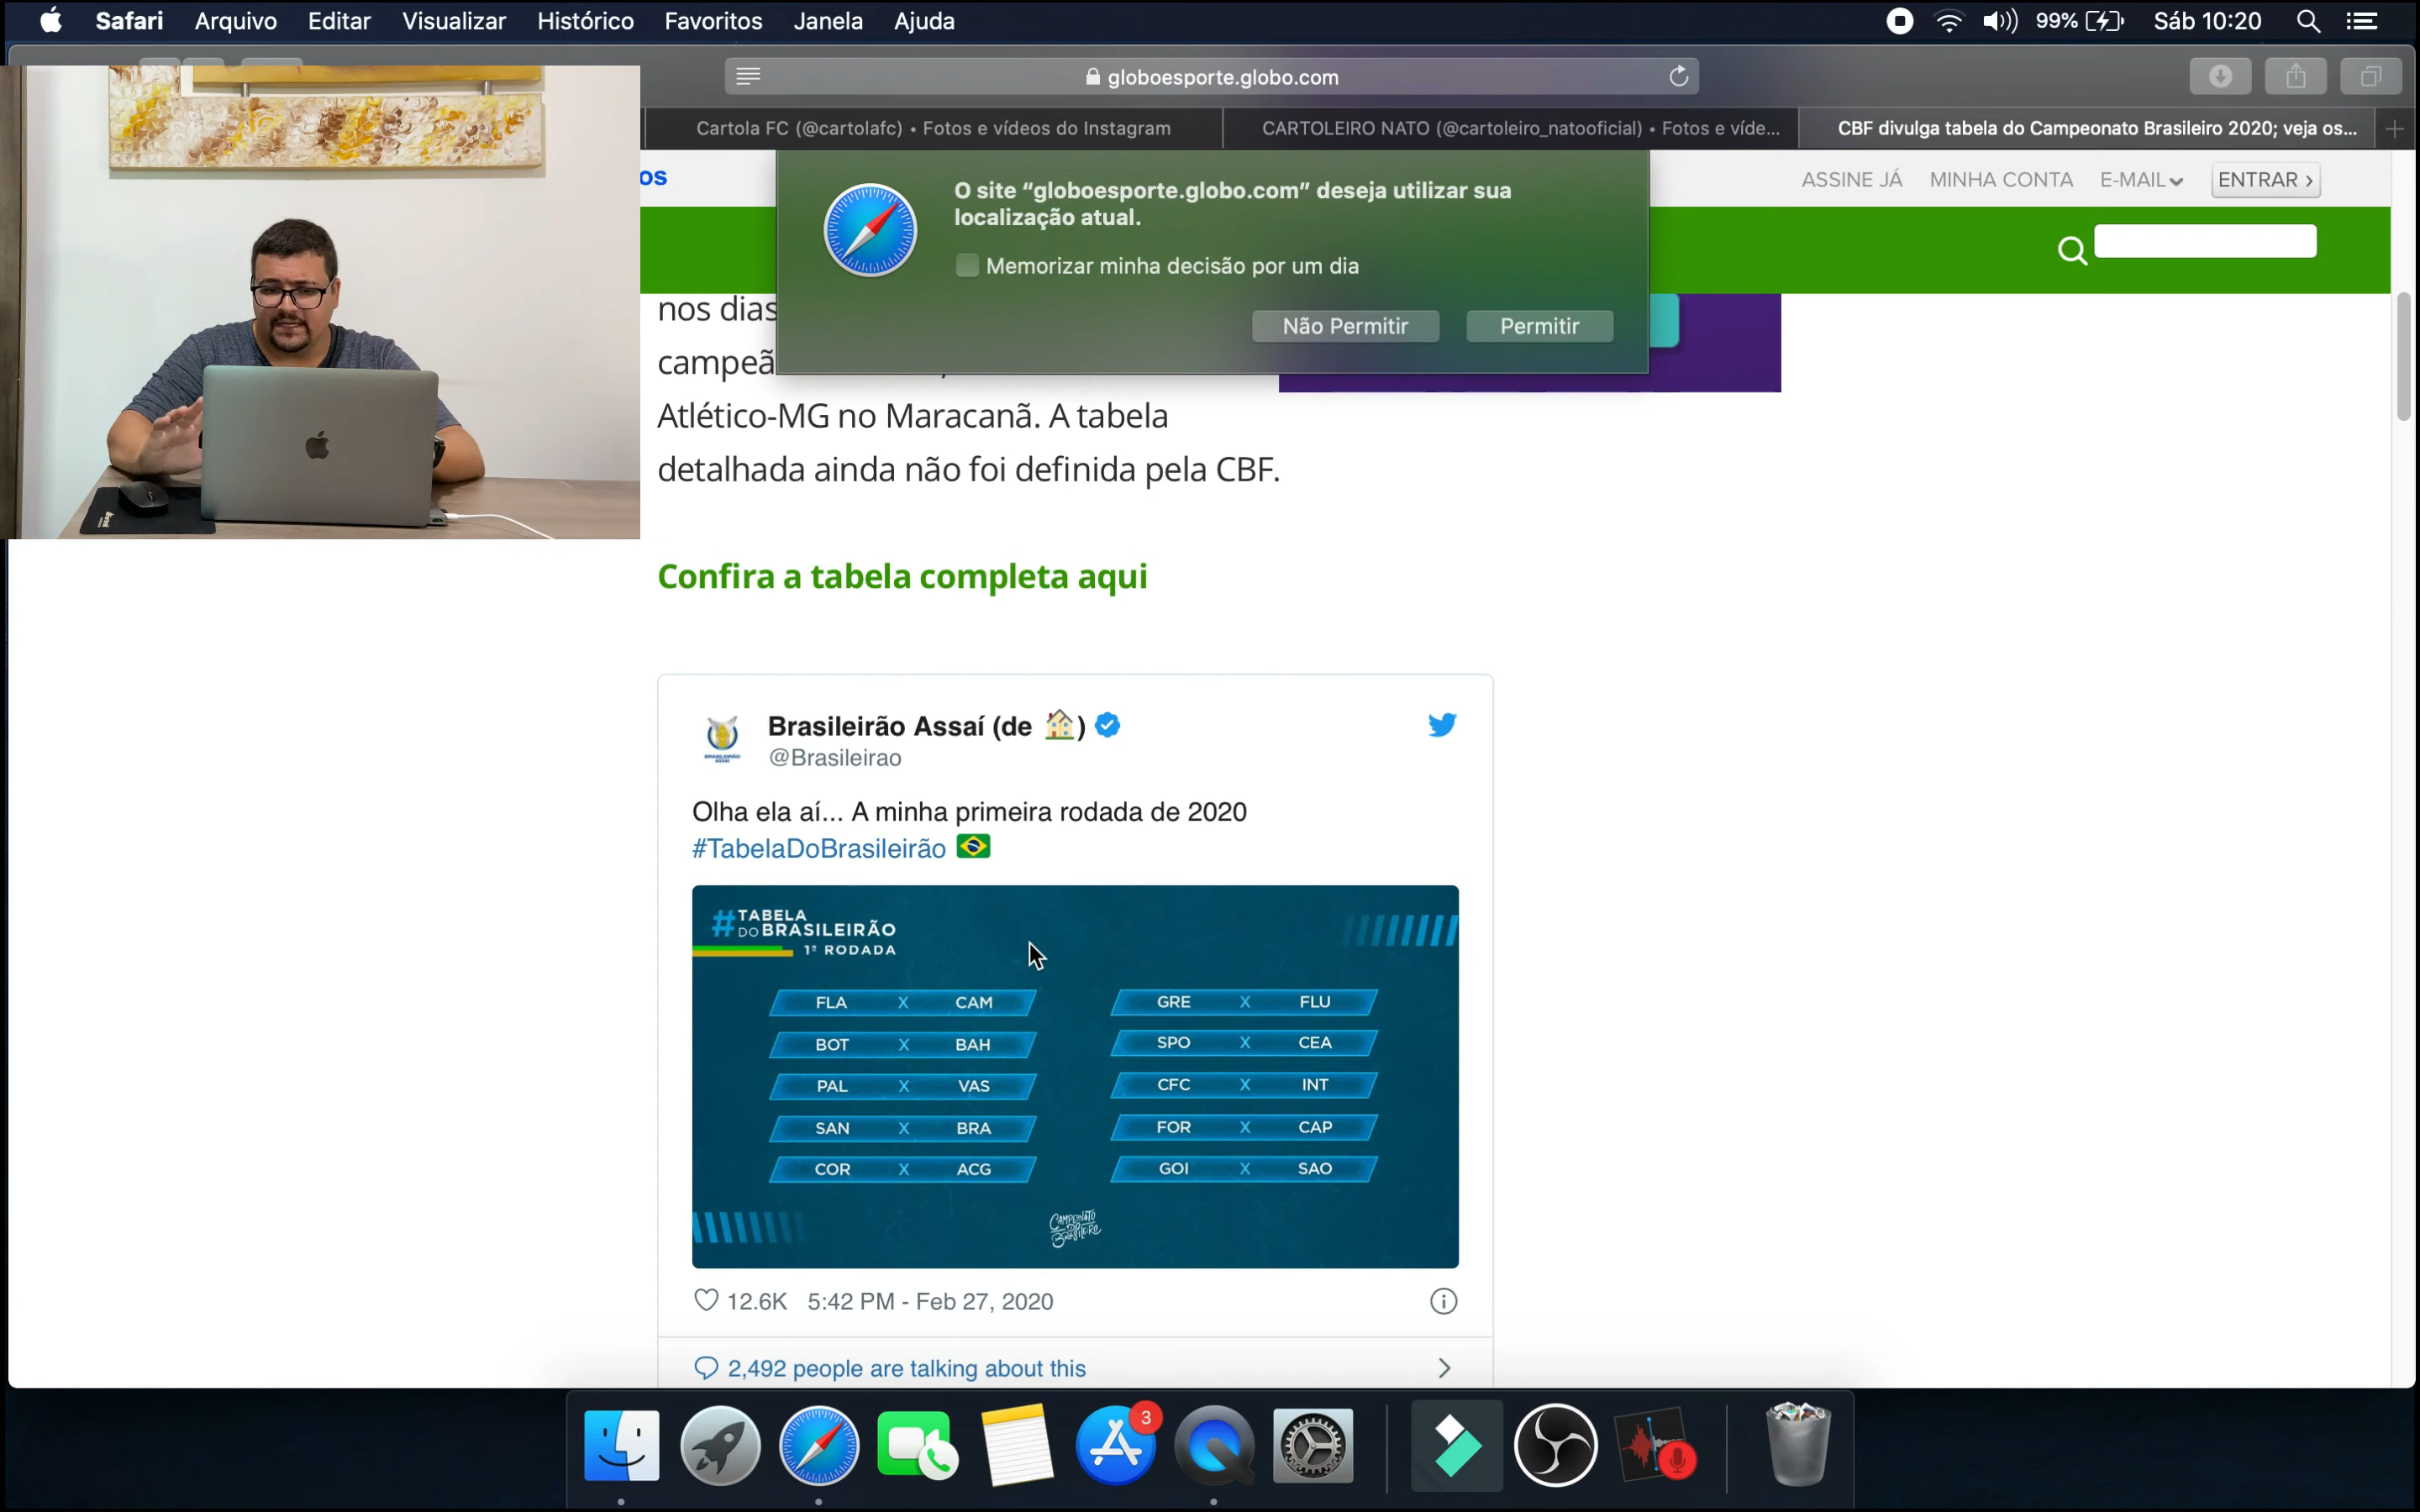 Safari Arquivo Editar Visualizar Histórico Favoritos Janela Ajuda 99% Sáb 10:20
globoesporte.globo.com
Cartola FC (@cartolafc) • Fotos e vídeos do Instagram
CARTOLEIRO NATO (@cartoleiro_natooficial) • Fotos e víde...
CBF divulga tabela do Campeonato Brasileiro 2020; veja os...
os
ASSINE JÁ MINHA CONTA E-MAIL ENTRAR
O site “globoesporte.globo.com” deseja utilizar sua
localização atual.
Memorizar minha decisão por um dia
Não Permitir Permitir
nos dias
campeã
Atlético-MG no Maracanã. A tabela
detalhada ainda não foi definida pela CBF.
Confira a tabela completa aqui
Brasileirão Assaí (de 🏠)
@Brasileirao
Olha ela aí... A minha primeira rodada de 2020
#TabelaDoBrasileirão 🇧🇷
#TABELA
DO BRASILEIRÃO
1ª RODADA
FLA X CAM
BOT X BAH
PAL X VAS
SAN X BRA
COR X ACG
GRE X FLU
SPO X CEA
CFC X INT
FOR X CAP
GOI X SAO
CAMPEONATO
DO
BRASILEIRO
12.6K 5:42 PM - Feb 27, 2020
2,492 people are talking about this
3